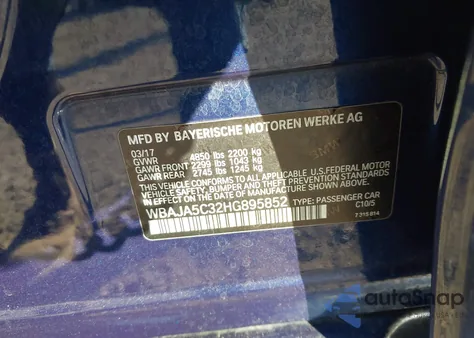 MFD BY BAYERISCHE MOTOREN WERKE AG
03/17
GVWR 4850 lbs 2200 kg
GAWR FRONT 2299 lbs 1043 kg
GAWR REAR 2745 lbs 1245 kg
THIS VEHICLE CONFORMS TO ALL APPLICABLE U.S. FEDERAL MOTOR
VEHICLE SAFETY, BUMPER AND THEFT PREVENTION STANDARDS IN
EFFECT ON THE DATE OF MANUFACTURE SHOWN ABOVE.
WBAJA5C32HG895852 TYPE: PASSENGER CAR
C10/5
7 315 814
autoSnap